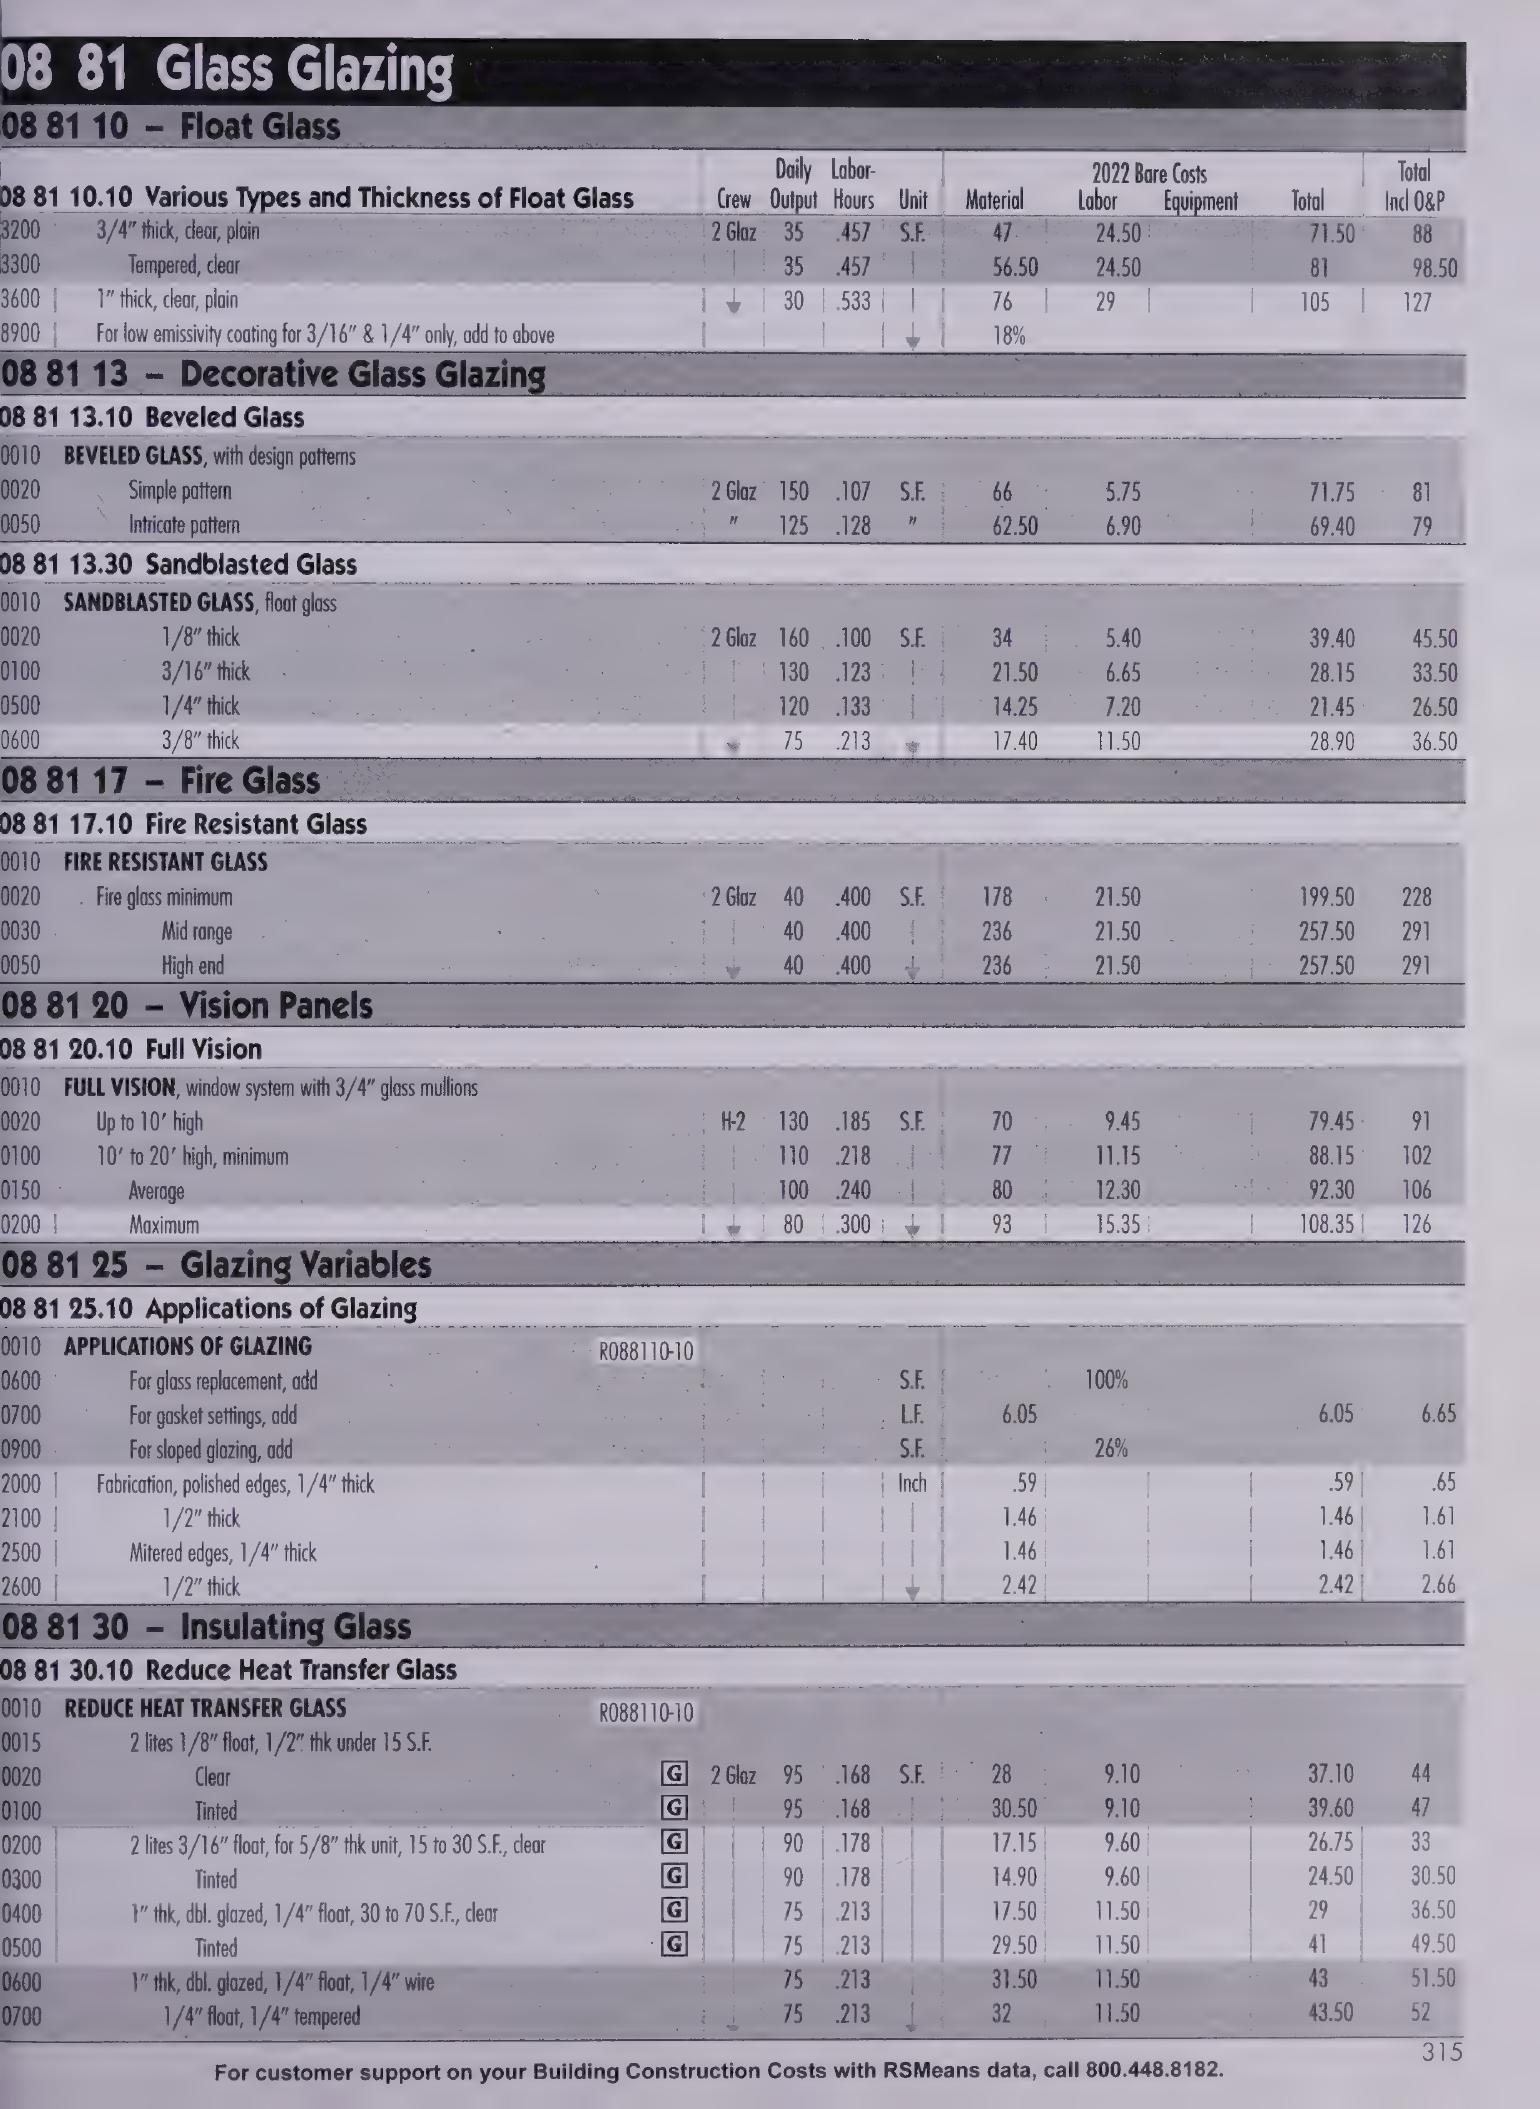 08 81 Glass Glazing
08 81 10 – Float Glass
Daily Labor- 2022 Bare Costs Total
08 81 10.10 Various Types and Thickness of Float Glass Crew Output Hours Unit Material Labor Equipment Total Incl O&P
3200 3/4" thick, clear, plain 2 Glaz 35 .457 S.F. 47 24.50 71.50 88
3300 Tempered, clear 35 .457 56.50 24.50 81 98.50
3600 1" thick, clear, plain 30 .533 76 29 105 127
8900 For low emissivity coating for 3/16" & 1/4" only, add to above 18%
08 81 13 – Decorative Glass Glazing
08 81 13.10 Beveled Glass
0010 BEVELED GLASS, with design patterns
0020 Simple pattern 2 Glaz 150 .107 S.F. 66 5.75 71.75 81
0050 Intricate pattern " 125 .128 " 62.50 6.90 69.40 79
08 81 13.30 Sandblasted Glass
0010 SANDBLASTED GLASS, float glass
0020 1/8" thick 2 Glaz 160 .100 S.F. 34 5.40 39.40 45.50
0100 3/16" thick 130 .123 21.50 6.65 28.15 33.50
0500 1/4" thick 120 .133 14.25 7.20 21.45 26.50
0600 3/8" thick 75 .213 17.40 11.50 28.90 36.50
08 81 17 – Fire Glass
08 81 17.10 Fire Resistant Glass
0010 FIRE RESISTANT GLASS
0020 Fire glass minimum 2 Glaz 40 .400 S.F. 178 21.50 199.50 228
0030 Mid range 40 .400 236 21.50 257.50 291
0050 High end 40 .400 236 21.50 257.50 291
08 81 20 – Vision Panels
08 81 20.10 Full Vision
0010 FULL VISION, window system with 3/4" glass mullions
0020 Up to 10' high H-2 130 .185 S.F. 70 9.45 79.45 91
0100 10' to 20' high, minimum 110 .218 77 11.15 88.15 102
0150 Average 100 .240 80 12.30 92.30 106
0200 Maximum 80 .300 93 15.35 108.35 126
08 81 25 – Glazing Variables
08 81 25.10 Applications of Glazing
0010 APPLICATIONS OF GLAZING R088110-10
0600 For glass replacement, add S.F. 100%
0700 For gasket settings, add L.F. 6.05 6.05 6.65
0900 For sloped glazing, add S.F. 26%
2000 Fabrication, polished edges, 1/4" thick Inch .59 .59 .65
2100 1/2" thick 1.46 1.46 1.61
2500 Mitered edges, 1/4" thick 1.46 1.46 1.61
2600 1/2" thick 2.42 2.42 2.66
08 81 30 – Insulating Glass
08 81 30.10 Reduce Heat Transfer Glass
0010 REDUCE HEAT TRANSFER GLASS R088110-10
0015 2 lites 1/8" float, 1/2" thk under 15 S.F.
0020 Clear G 2 Glaz 95 .168 S.F. 28 9.10 37.10 44
0100 Tinted G 95 .168 30.50 9.10 39.60 47
0200 2 lites 3/16" float, for 5/8" thk unit, 15 to 30 S.F., clear G 90 .178 17.15 9.60 26.75 33
0300 Tinted G 90 .178 14.90 9.60 24.50 30.50
0400 1" thk, dbl. glazed, 1/4" float, 30 to 70 S.F., clear G 75 .213 17.50 11.50 29 36.50
0500 Tinted G 75 .213 29.50 11.50 41 49.50
0600 1" thk, dbl. glazed, 1/4" float, 1/4" wire 75 .213 31.50 11.50 43 51.50
0700 1/4" float, 1/4" tempered 75 .213 32 11.50 43.50 52
315
For customer support on your Building Construction Costs with RSMeans data, call 800.448.8182.